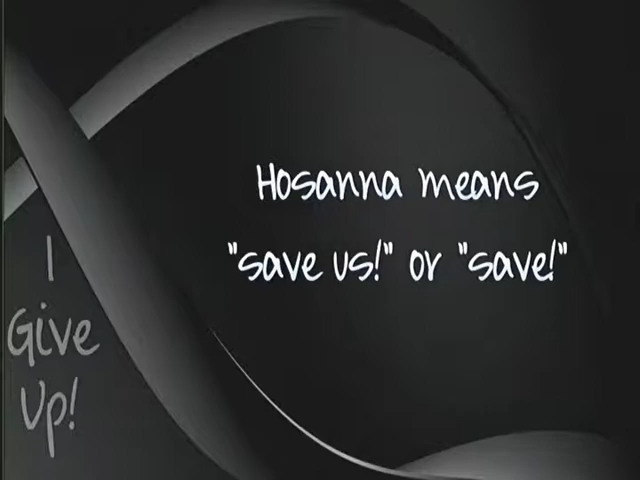 Hosanna means
"save us!" or "save!"
I
Give
Up!